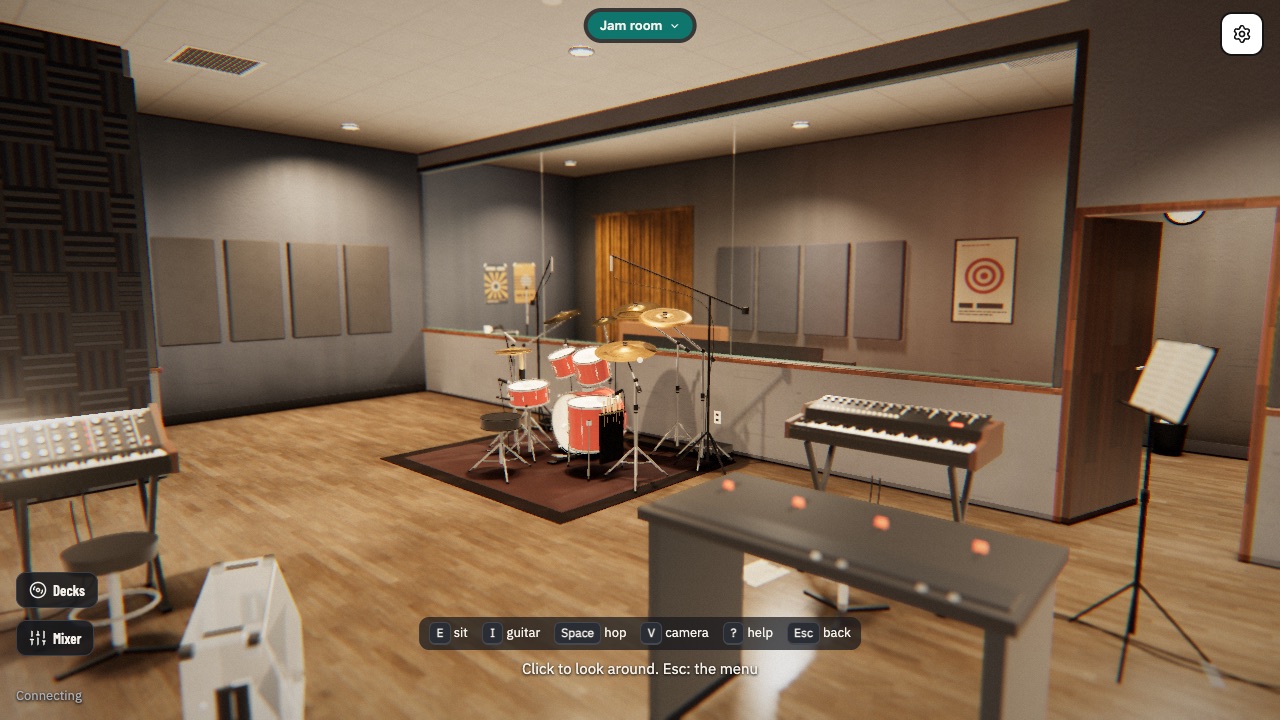 Jam room
Decks
Mixer
E sit I guitar Space hop V camera ? help Esc back
Click to look around. Esc: the menu
Connecting